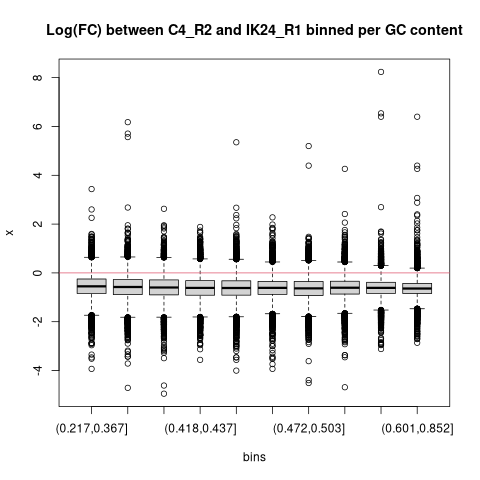 Log(FC) between C4_R2 and IK24_R1 binned per GC content
8
6
4
2
0
-2
-4
x
(0.217,0.367] (0.418,0.437] (0.472,0.503] (0.601,0.852]
bins